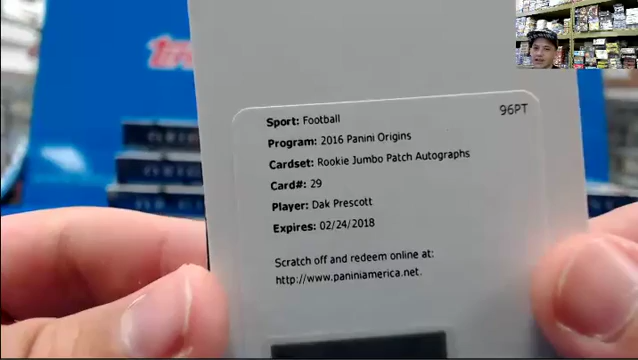 96PT
Sport: Football
Program: 2016 Panini Origins
Cardset: Rookie Jumbo Patch Autographs
Card#: 29
Player: Dak Prescott
Expires: 02/24/2018
Scratch off and redeem online at:
http://www.paniniamerica.net.